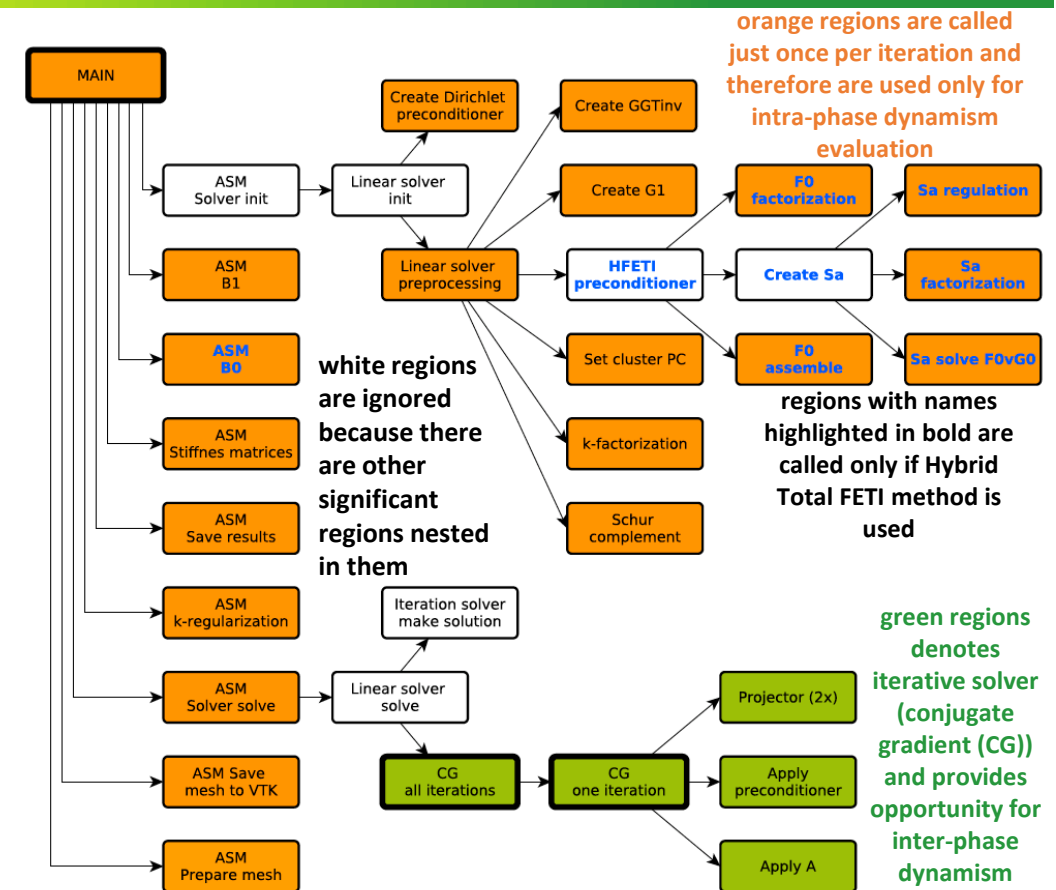 orange regions are called
just once per iteration and
therefore are used only for
intra-phase dynamism
evaluation
MAIN
Create Dirichlet
preconditioner
Create GGTinv
ASM
Solver init
Linear solver
init
Create G1
F0
factorization
Sa regulation
ASM
B1
Linear solver
preprocessing
HFETI
preconditioner
Create Sa
Sa
factorization
ASM
B0
Set cluster PC
F0
assemble
Sa solve F0vG0
white regions
are ignored
because there
are other
significant
regions nested
in them
regions with names
highlighted in bold are
called only if Hybrid
Total FETI method is
used
ASM
Stiffnes matrices
k-factorization
ASM
Save results
Schur
complement
ASM
k-regularization
Iteration solver
make solution
ASM
Solver solve
Linear solver
solve
Projector (2x)
ASM Save
mesh to VTK
CG
all iterations
CG
one iteration
Apply
preconditioner
ASM
Prepare mesh
Apply A
green regions
denotes
iterative solver
(conjugate
gradient (CG))
and provides
opportunity for
inter-phase
dynamism